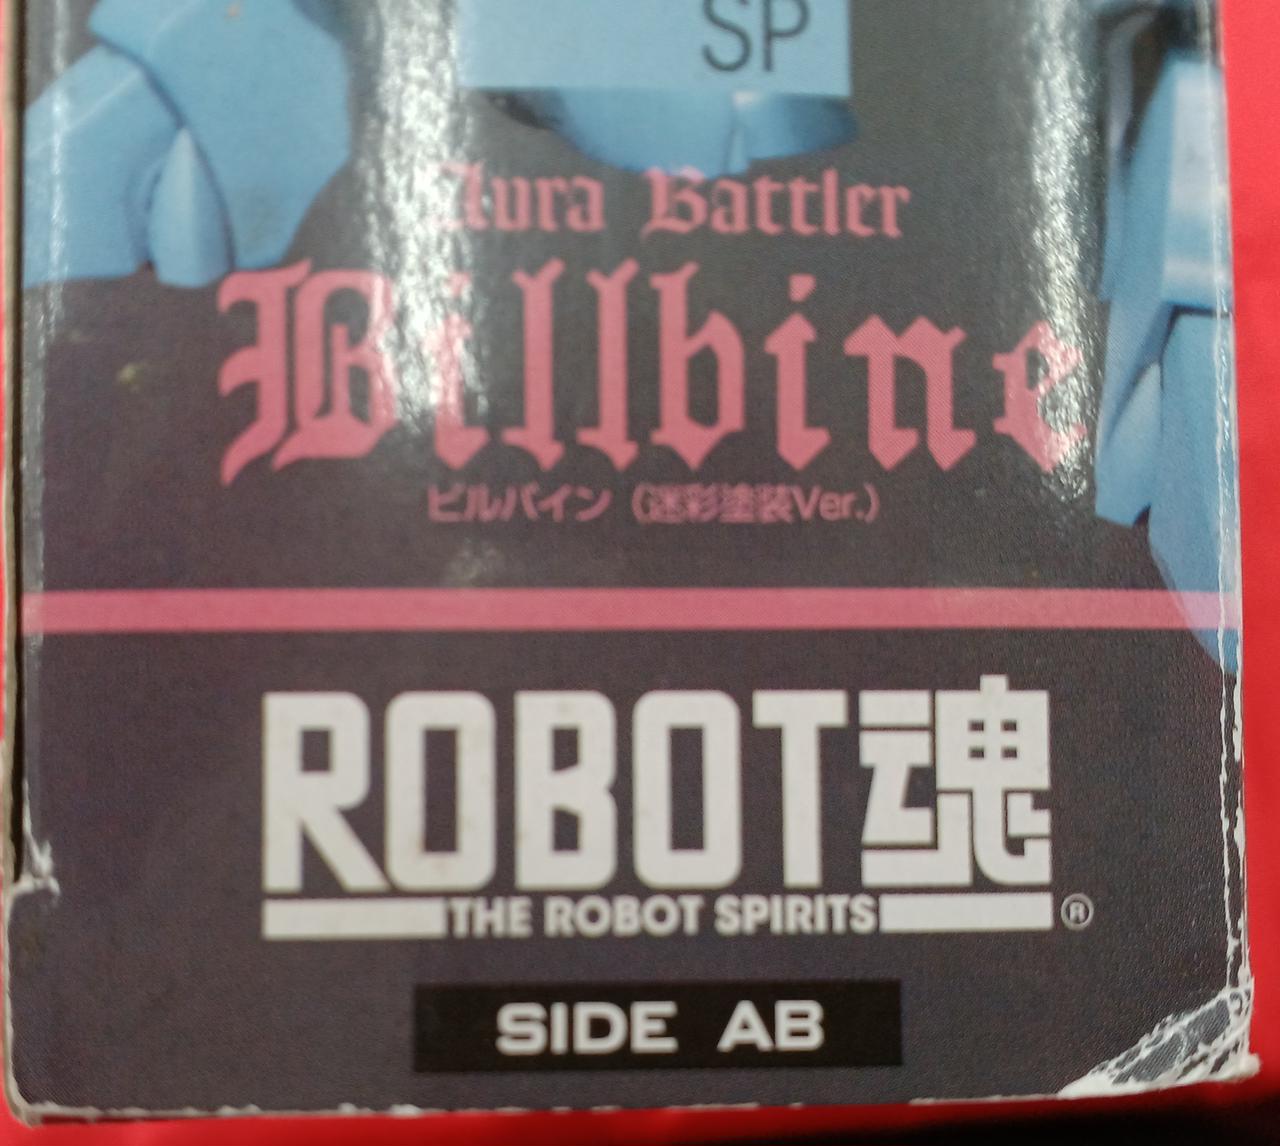 SP
Aura Battler
Billbine
ビルバイン（迷彩塗装Ver.）
ROBOT魂
THE ROBOT SPIRITS®
SIDE AB